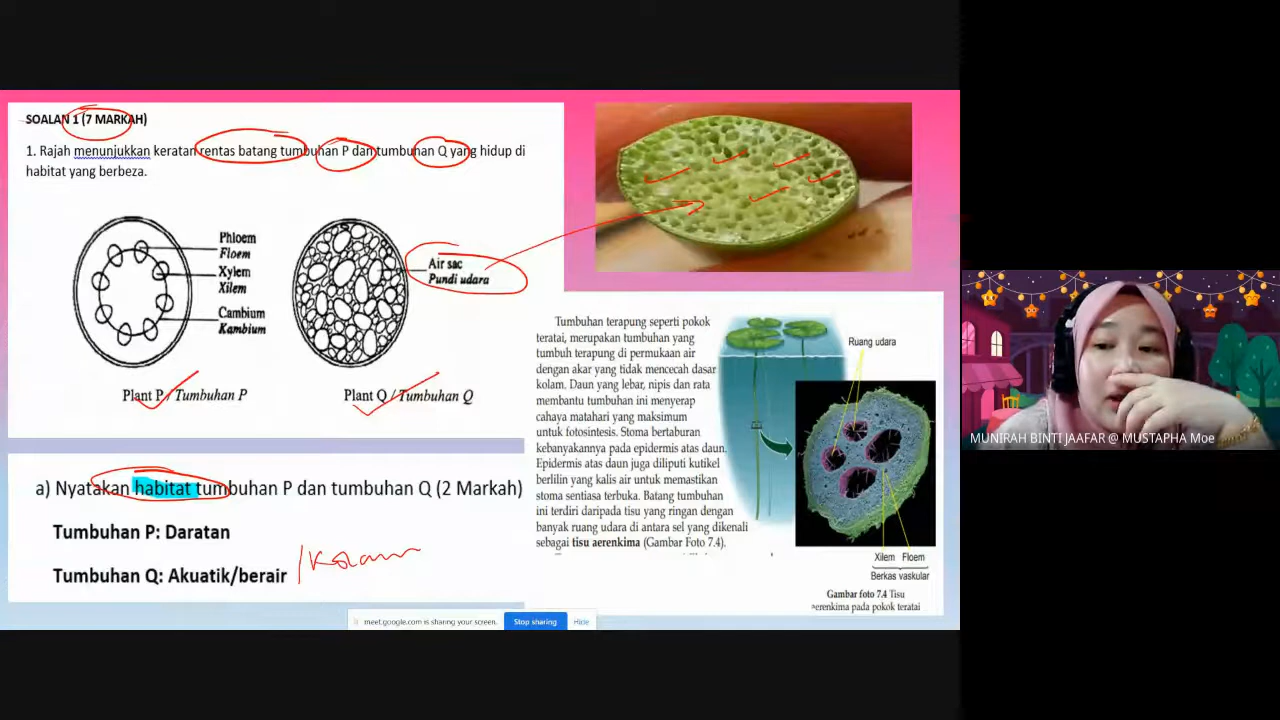 SOALAN 1 (7 MARKAH)
1. Rajah menunjukkan keratan rentas batang tumbuhan P dan tumbuhan Q yang hidup di
habitat yang berbeza.
Phloem
Floem
Xylem
Xilem
Cambium
Kambium
Air sac
Pundi udara
Plant P / Tumbuhan P
Plant Q / Tumbuhan Q
a) Nyatakan habitat tumbuhan P dan tumbuhan Q (2 Markah)
Tumbuhan P: Daratan
Tumbuhan Q: Akuatik/berair /Kolam
Tumbuhan terapung seperti pokok
teratai, merupakan tumbuhan yang
tumbuh terapung di permukaan air
dengan akar yang tidak mencecah dasar
kolam. Daun yang lebar, nipis dan rata
membantu tumbuhan ini menyerap
cahaya matahari yang maksimum
untuk fotosintesis. Stoma bertaburan
kebanyakannya pada epidermis atas daun.
Epidermis atas daun juga diliputi kutikel
berlilin yang kalis air untuk memastikan
stoma sentiasa terbuka. Batang tumbuhan
ini terdiri daripada tisu yang ringan dengan
banyak ruang udara di antara sel yang dikenali
sebagai tisu aerenkima (Gambar Foto 7.4).
Ruang udara
Xilem Floem
Berkas vaskular
Gambar foto 7.4 Tisu
aerenkima pada pokok teratai
meet.google.com is sharing your screen.
Stop sharing
Hide
MUNIRAH BINTI JAAFAR @ MUSTAPHA Moe